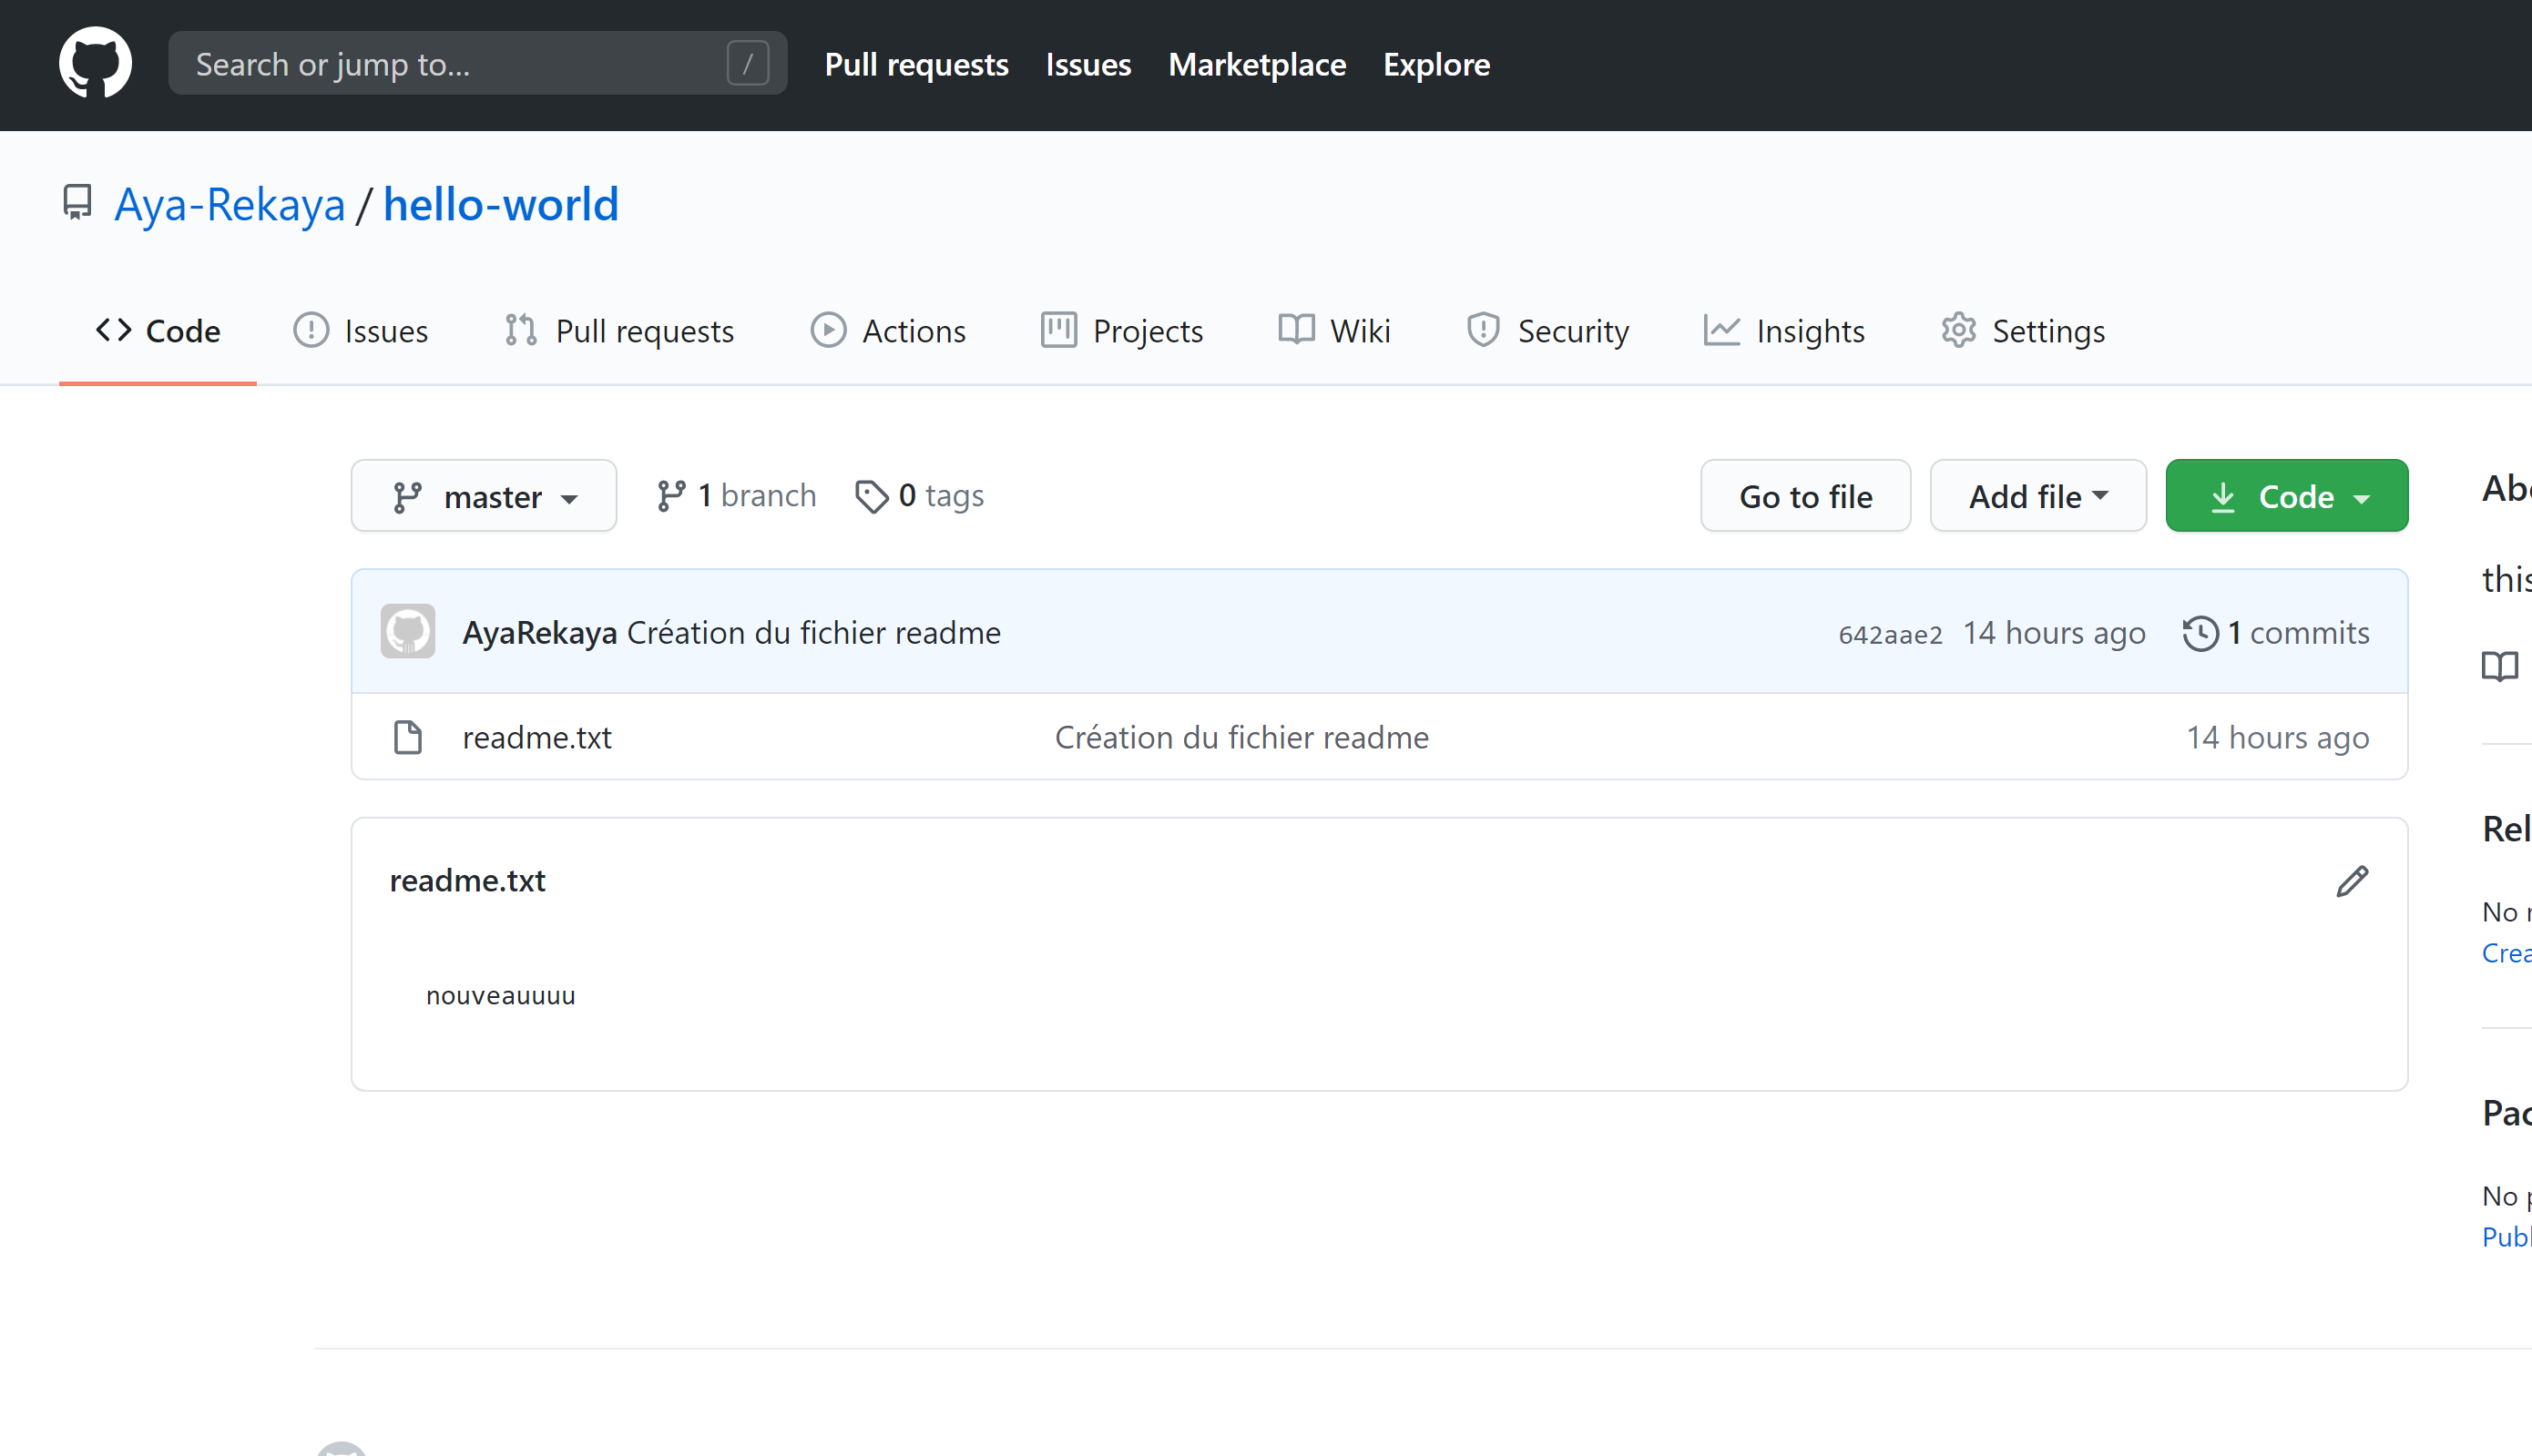 Search or jump to... /
Pull requests Issues Marketplace Explore
Aya-Rekaya / hello-world
Code Issues Pull requests Actions Projects Wiki Security Insights Settings
master 1 branch 0 tags Go to file Add file Code
AyaRekaya Création du fichier readme 642aae2 14 hours ago 1 commits
readme.txt Création du fichier readme 14 hours ago
readme.txt
nouveauuuu
No